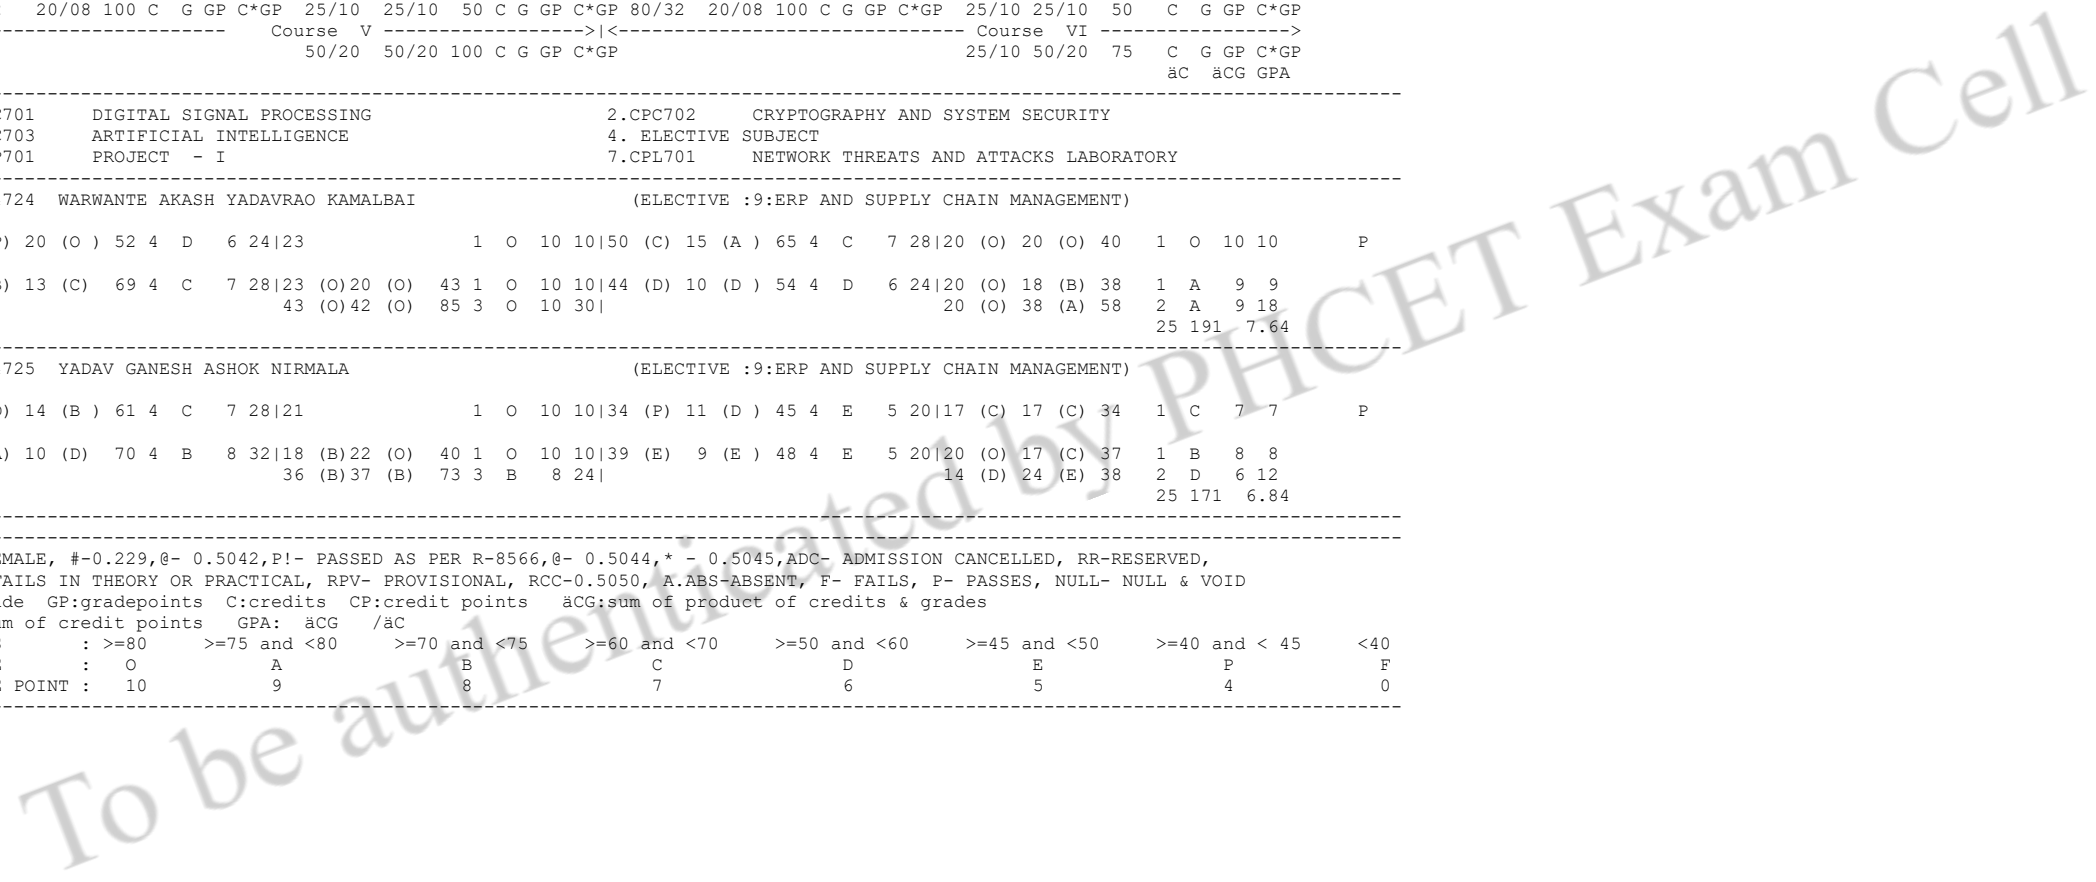 20/08 100 C G GP C*GP 25/10 25/10 50 C G GP C*GP 80/32 20/08 100 C G GP C*GP 25/10 25/10 50 C G GP C*GP
-------------------- Course V ------------------>|<------------------------------ Course VI ----------------->
50/20 50/20 100 C G GP C*GP 25/10 50/20 75 C G GP C*GP
äC äCG GPA
701 DIGITAL SIGNAL PROCESSING 2.CPC702 CRYPTOGRAPHY AND SYSTEM SECURITY
703 ARTIFICIAL INTELLIGENCE 4. ELECTIVE SUBJECT
701 PROJECT - I 7.CPL701 NETWORK THREATS AND ATTACKS LABORATORY
724 WARWANTE AKASH YADAVRAO KAMALBAI (ELECTIVE :9:ERP AND SUPPLY CHAIN MANAGEMENT)
) 20 (O ) 52 4 D 6 24|23 1 O 10 10|50 (C) 15 (A ) 65 4 C 7 28|20 (O) 20 (O) 40 1 O 10 10 P
) 13 (C) 69 4 C 7 28|23 (O)20 (O) 43 1 O 10 10|44 (D) 10 (D ) 54 4 D 6 24|20 (O) 18 (B) 38 1 A 9 9
43 (O)42 (O) 85 3 O 10 30| 20 (O) 38 (A) 58 2 A 9 18
25 191 7.64
725 YADAV GANESH ASHOK NIRMALA (ELECTIVE :9:ERP AND SUPPLY CHAIN MANAGEMENT)
) 14 (B ) 61 4 C 7 28|21 1 O 10 10|34 (P) 11 (D ) 45 4 E 5 20|17 (C) 17 (C) 34 1 C 7 7 P
) 10 (D) 70 4 B 8 32|18 (B)22 (O) 40 1 O 10 10|39 (E) 9 (E ) 48 4 E 5 20|20 (O) 17 (C) 37 1 B 8 8
36 (B)37 (B) 73 3 B 8 24| 14 (D) 24 (E) 38 2 D 6 12
25 171 6.84
EMALE, #-0.229,@- 0.5042,P!- PASSED AS PER R-8566,@- 0.5044,* - 0.5045,ADC- ADMISSION CANCELLED, RR-RESERVED,
FAILS IN THEORY OR PRACTICAL, RPV- PROVISIONAL, RCC-0.5050, A.ABS-ABSENT, F- FAILS, P- PASSES, NULL- NULL & VOID
de GP:gradepoints C:credits CP:credit points äCG:sum of product of credits & grades
um of credit points GPA: äCG /äC
: >=80 >=75 and <80 >=70 and <75 >=60 and <70 >=50 and <60 >=45 and <50 >=40 and < 45 <40
: O A B C D E P F
POINT : 10 9 8 7 6 5 4 0
To be authenticated by PHCET Exam Cell